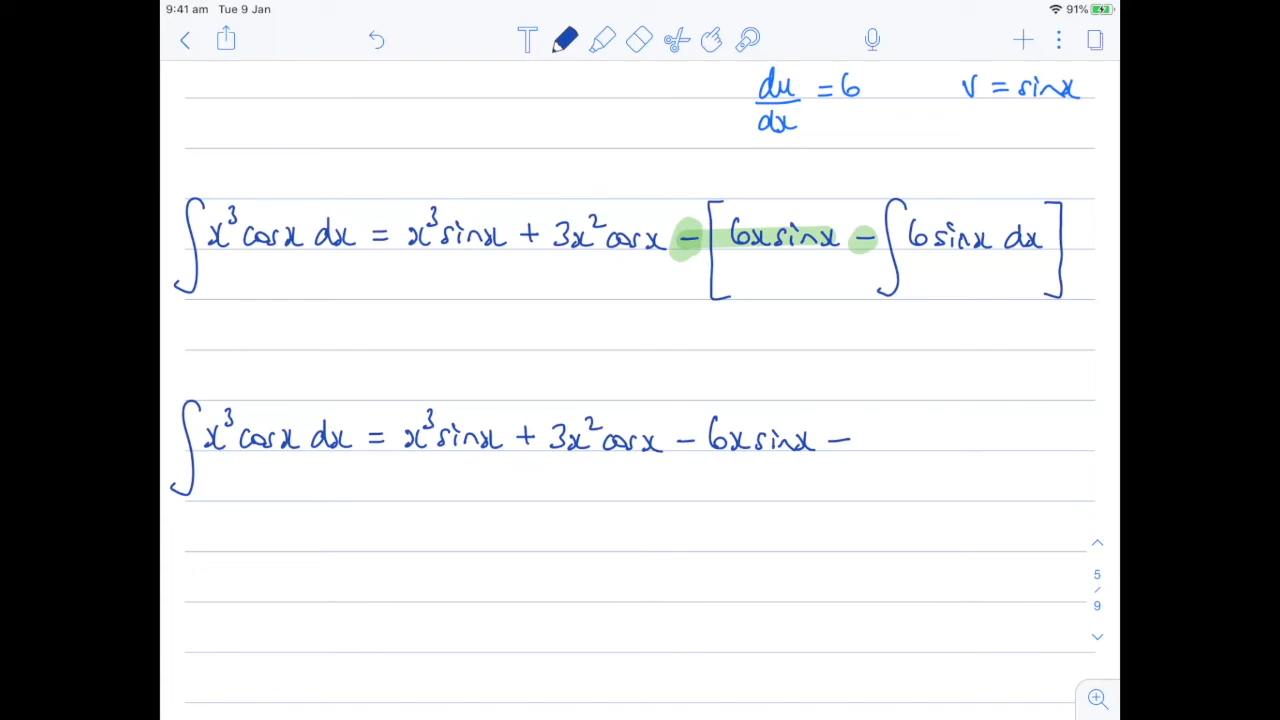 9:41 am Tue 9 Jan 91%
T
du/dx = 6 v = sinx
∫x³cosx dx = x³sinx + 3x²cosx − [6xsinx − ∫6sinx dx]
∫x³cosx dx = x³sinx + 3x²cosx − 6xsinx −
5
/
9